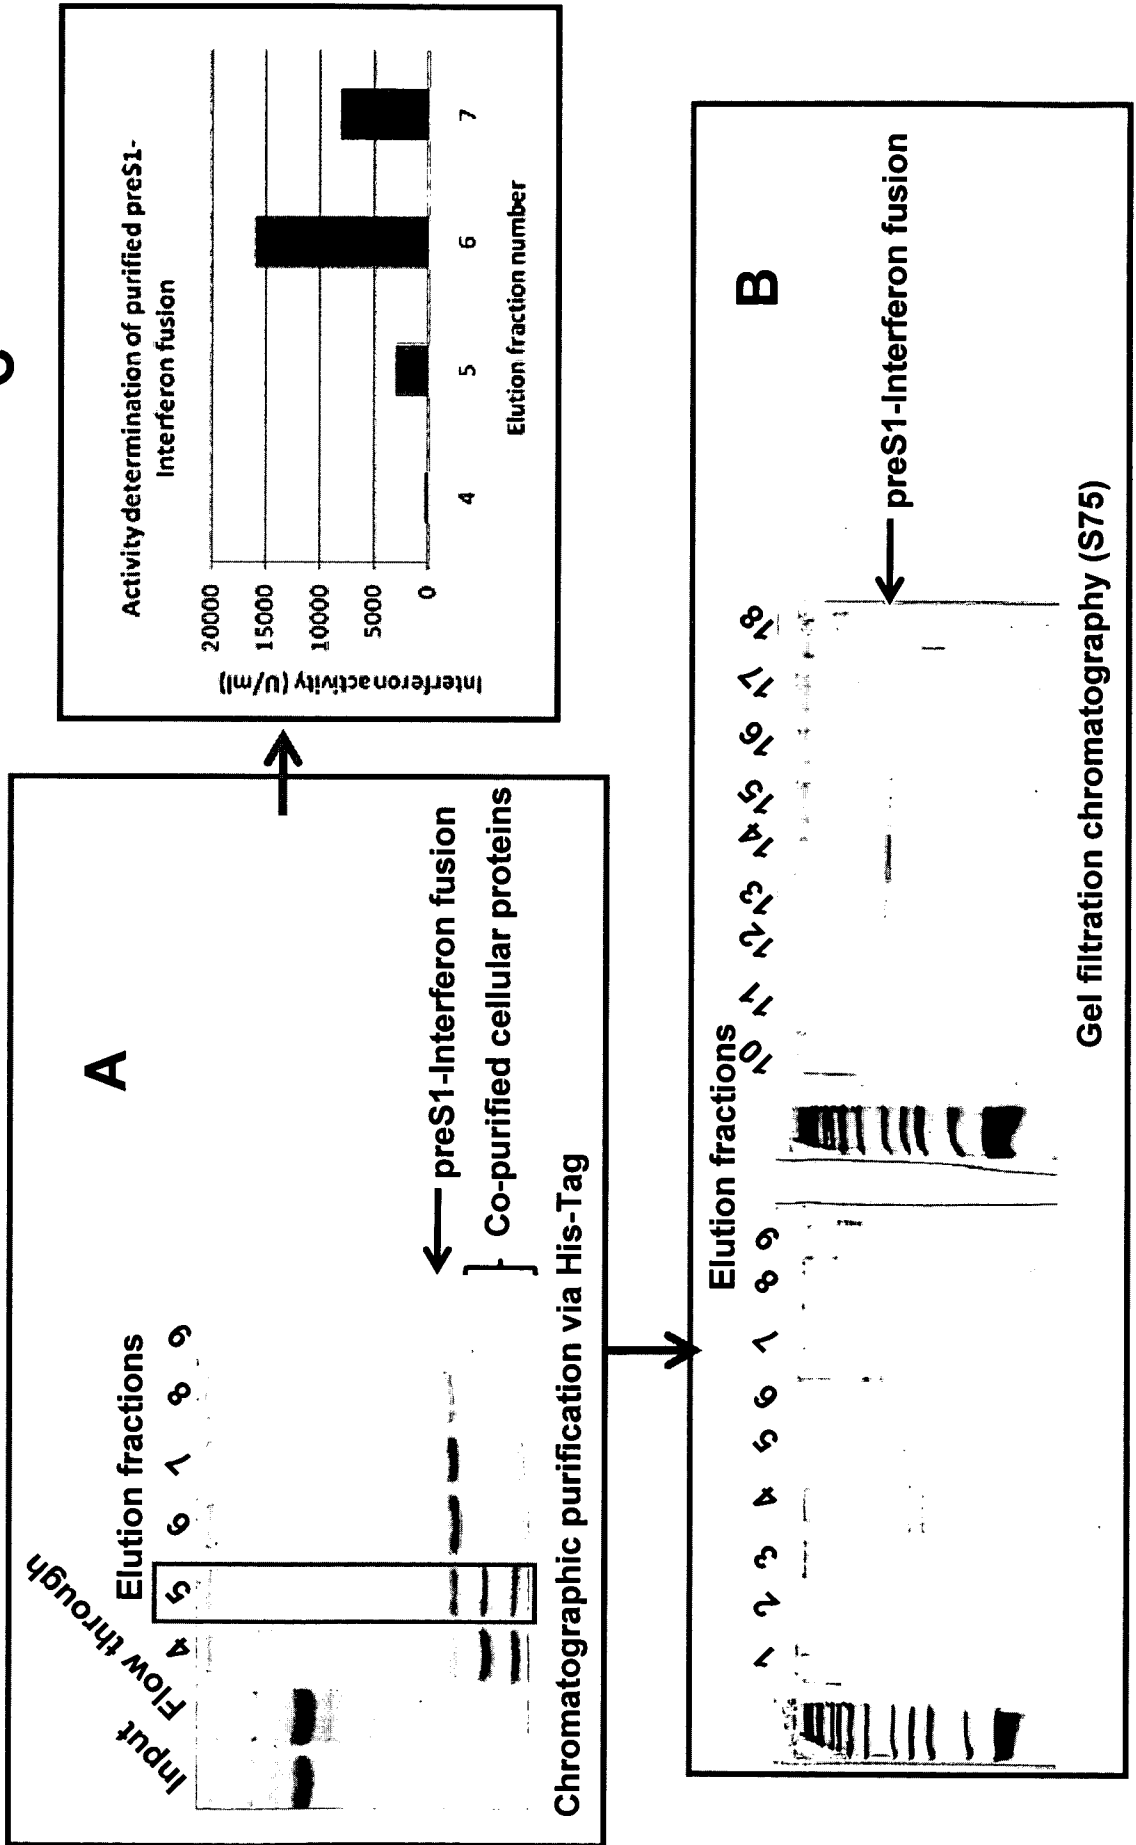 A
Input
Flow through
Elution fractions
4 5 6 7 8 9
preS1-Interferon fusion
Co-purified cellular proteins
Chromatographic purification via His-Tag
C
Activity determination of purified preS1-
Interferon fusion
Interferon activity (U/ml)
20000
15000
10000
5000
0
4 5 6 7
Elution fraction number
B
Elution fractions
1 2 3 4 5 6 7 8 9 10 11 12 13 14 15 16 17 18
preS1-Interferon fusion
Gel filtration chromatography (S75)